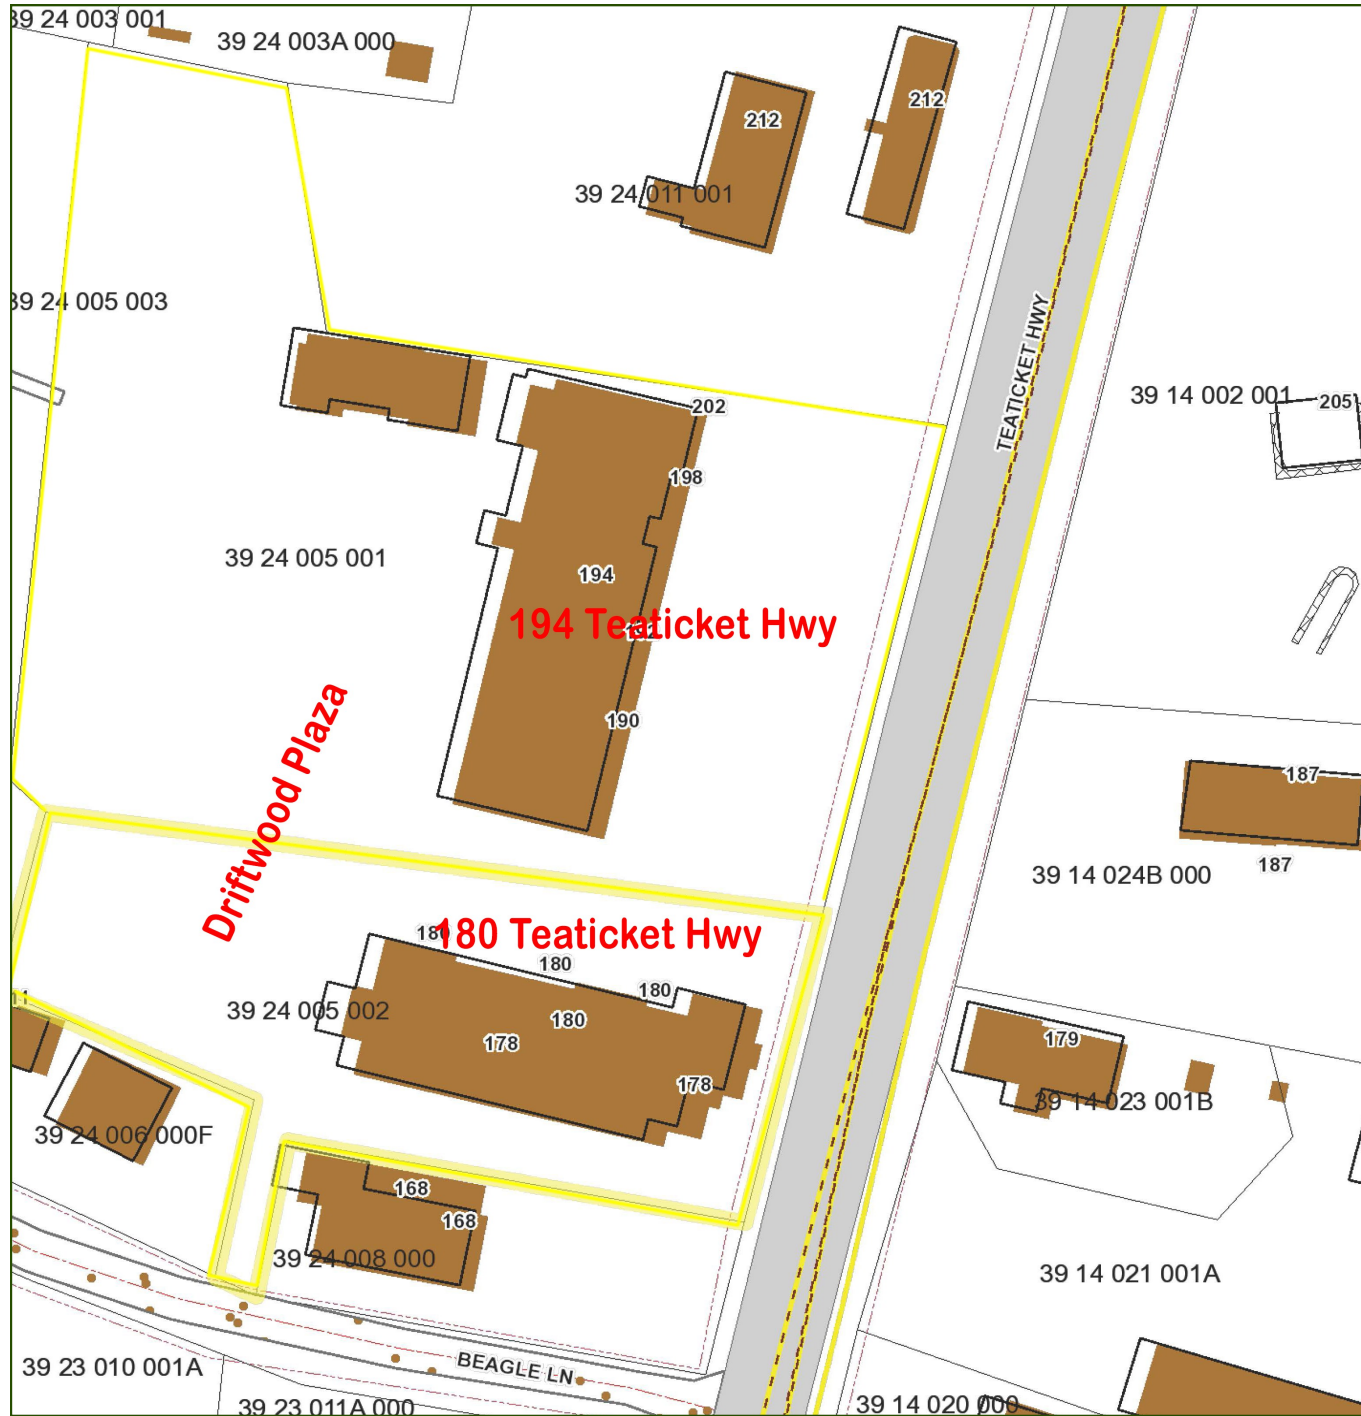 39 24 003 001
39 24 003A 000
212
212
39 24 011 001
39 24 005 003
TEATICKET HWY
39 14 002 001
205
202
198
39 24 005 001
194
194 Teaticket Hwy
192
190
Driftwood Plaza
187
187
39 14 024B 000
180
180 Teaticket Hwy
180
180
180
39 24 005 002
178
178
179
39 14 023 001B
11
39 24 006 000F
168
168
39 24 008 000
39 14 021 001A
39 23 010 001A
BEAGLE LN
39 23 011A 000
39 14 020 000